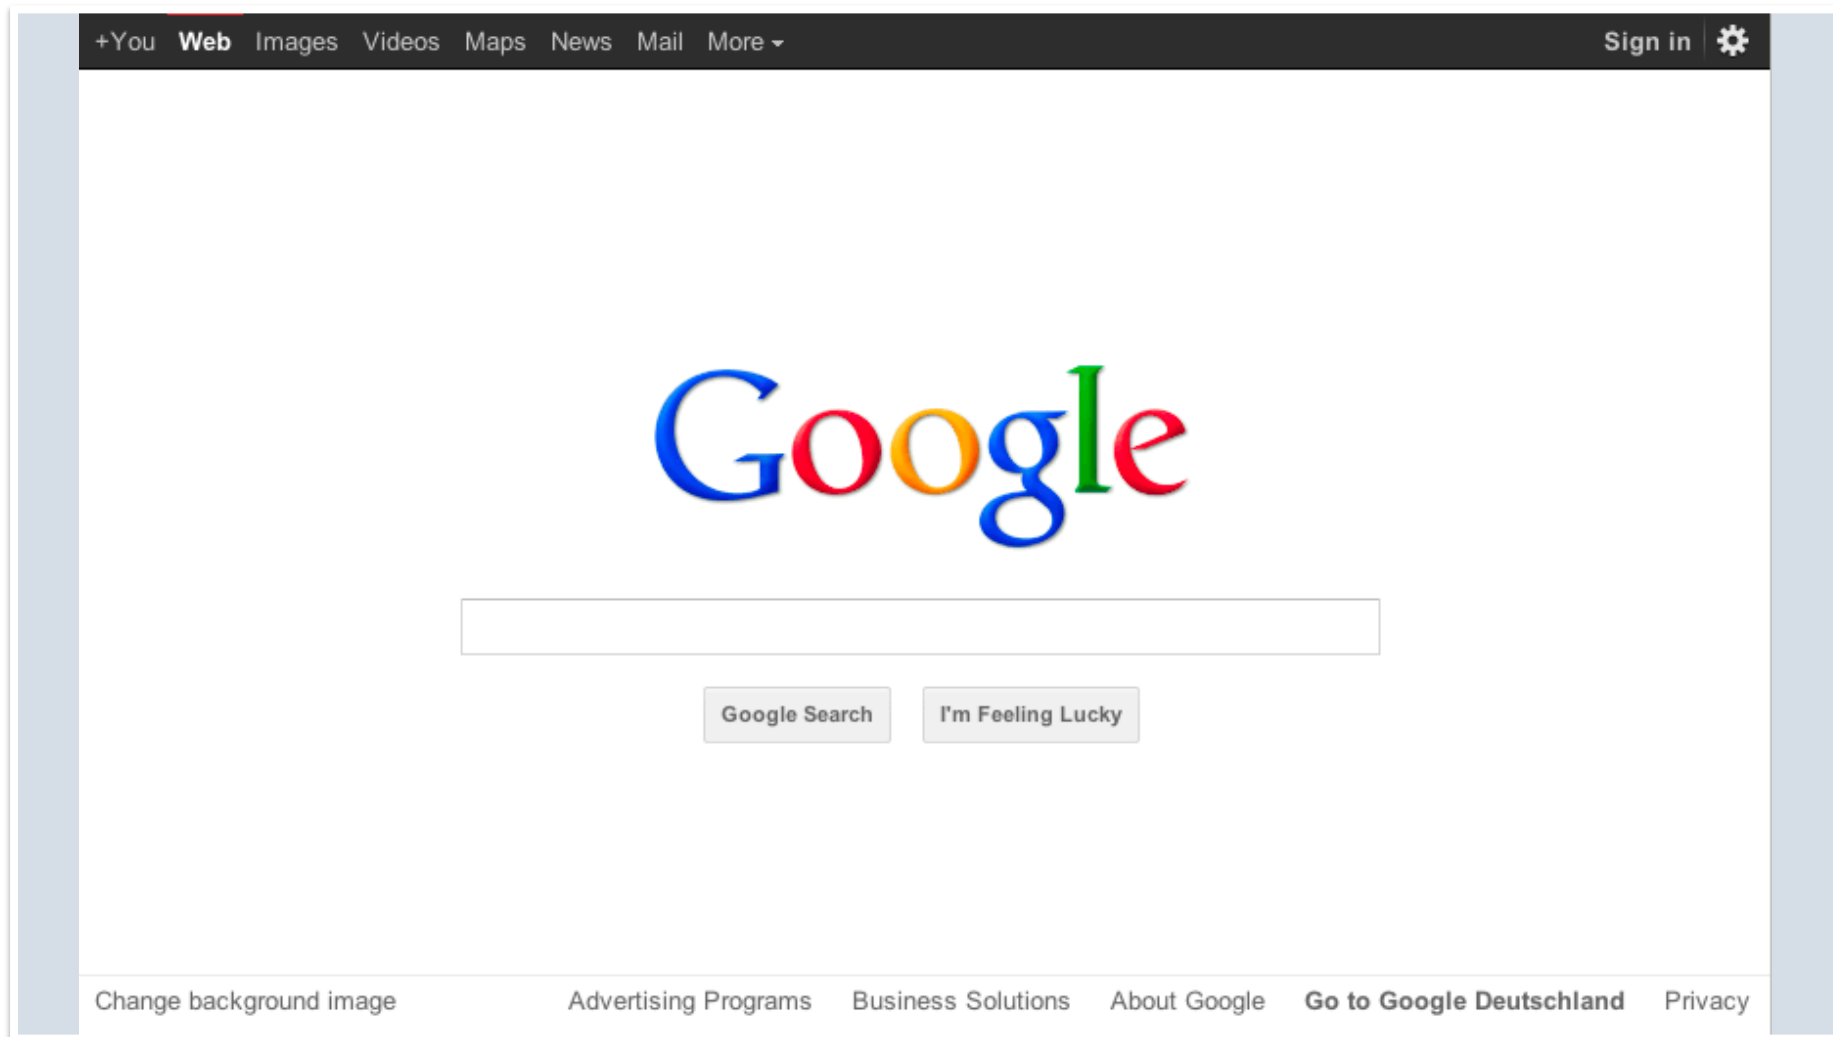 +You Web Images Videos Maps News Mail More Sign in
Google
Google Search I'm Feeling Lucky
Change background image Advertising Programs Business Solutions About Google Go to Google Deutschland Privacy